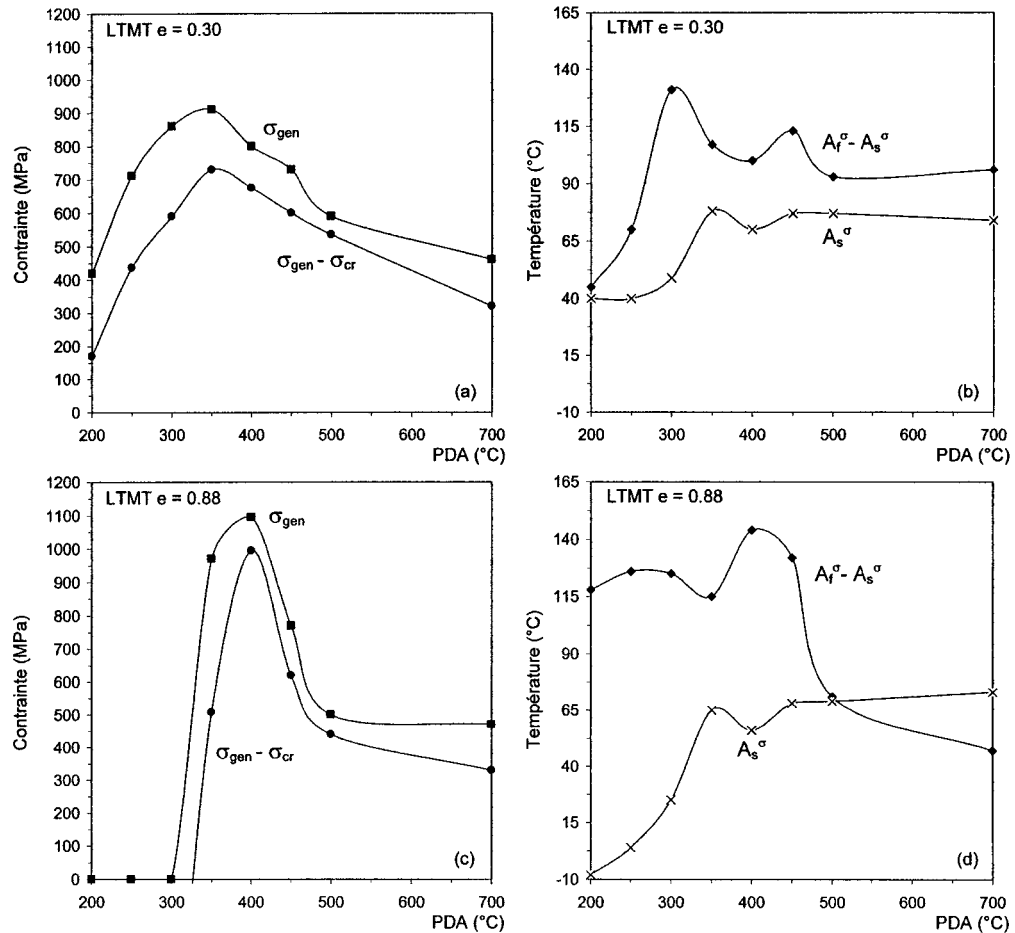 LTMT e = 0.30
Contrainte (MPa)
1200
1100
1000
900
800
700
600
500
400
300
200
100
0
σgen
σgen - σcr
(a)
200 300 400 500 600 700
PDA (°C)
LTMT e = 0.30
Température (°C)
165
140
115
90
65
40
15
-10
Afσ - Asσ
Asσ
(b)
200 300 400 500 600 700
PDA (°C)
LTMT e = 0.88
Contrainte (MPa)
1200
1100
1000
900
800
700
600
500
400
300
200
100
0
σgen
σgen - σcr
(c)
200 300 400 500 600 700
PDA (°C)
LTMT e = 0.88
Température (°C)
165
140
115
90
65
40
15
-10
Afσ - Asσ
Asσ
(d)
200 300 400 500 600 700
PDA (°C)